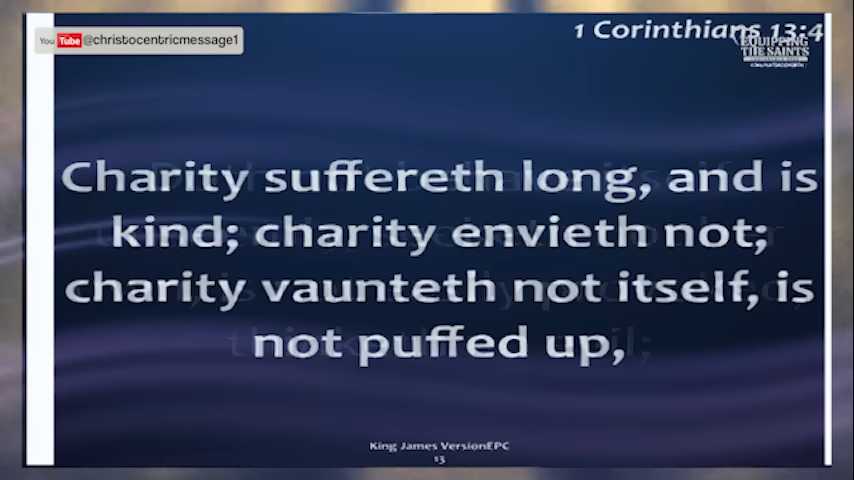 1 Corinthians 13:4
YouTube @christocentricmessage1
EQUIPPING
THE SAINTS
Charity suffereth long, and is
kind; charity envieth not;
charity vaunteth not itself, is
not puffed up,
King James VersionEPC
13